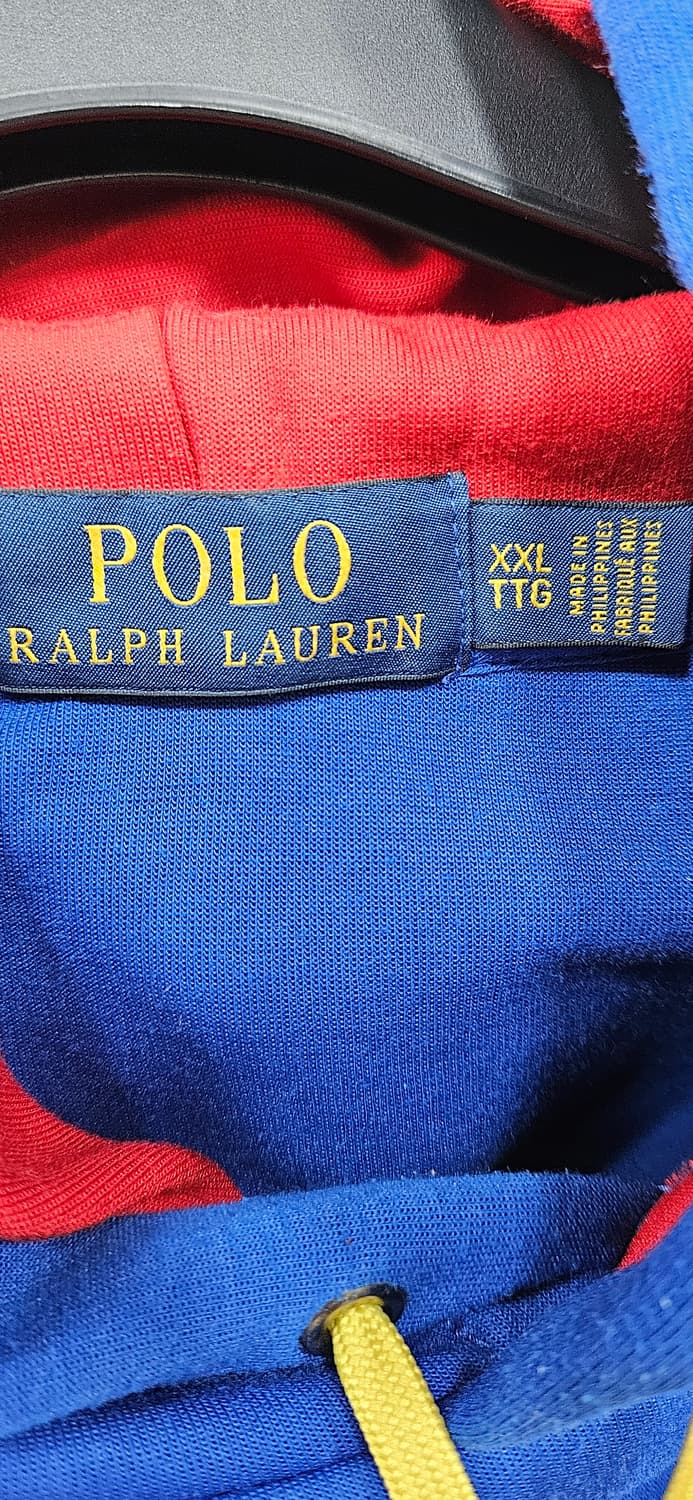 POLO
RALPH LAUREN
XXL
TTG
MADE IN
PHILIPPINES
FABRIQUÉ AUX
PHILIPPINES